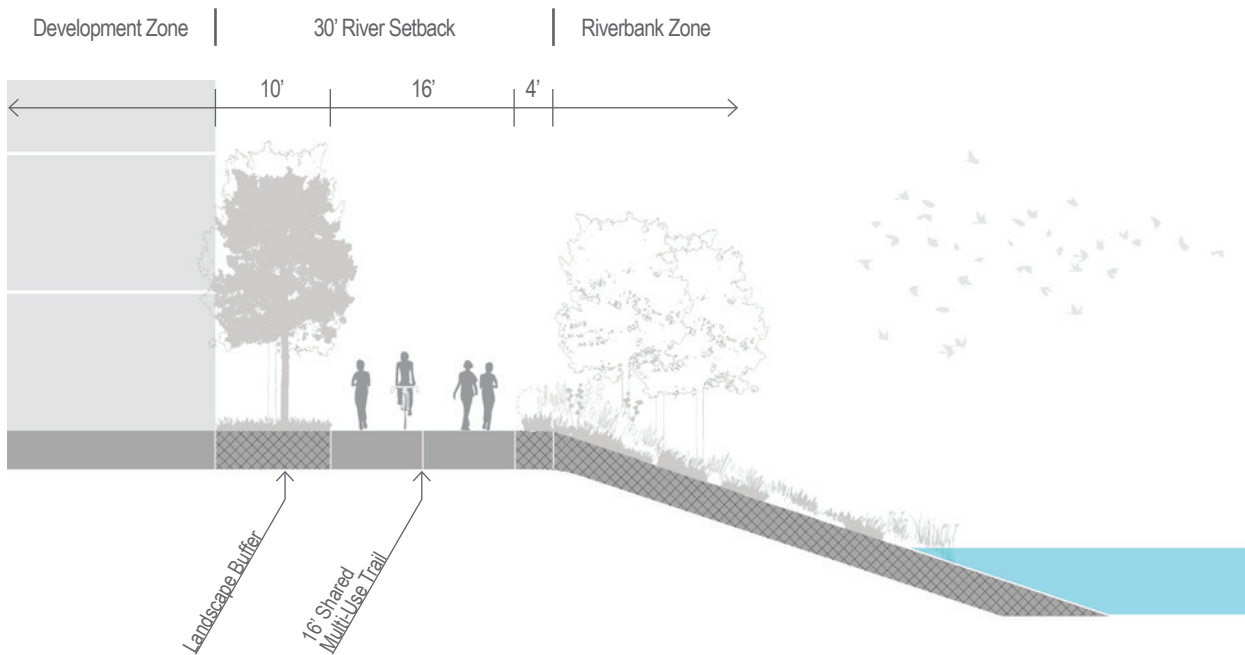 Development Zone
30’ River Setback
Riverbank Zone
10’
16’
4’
Landscape Buffer
16’ Shared
Multi-Use Trail